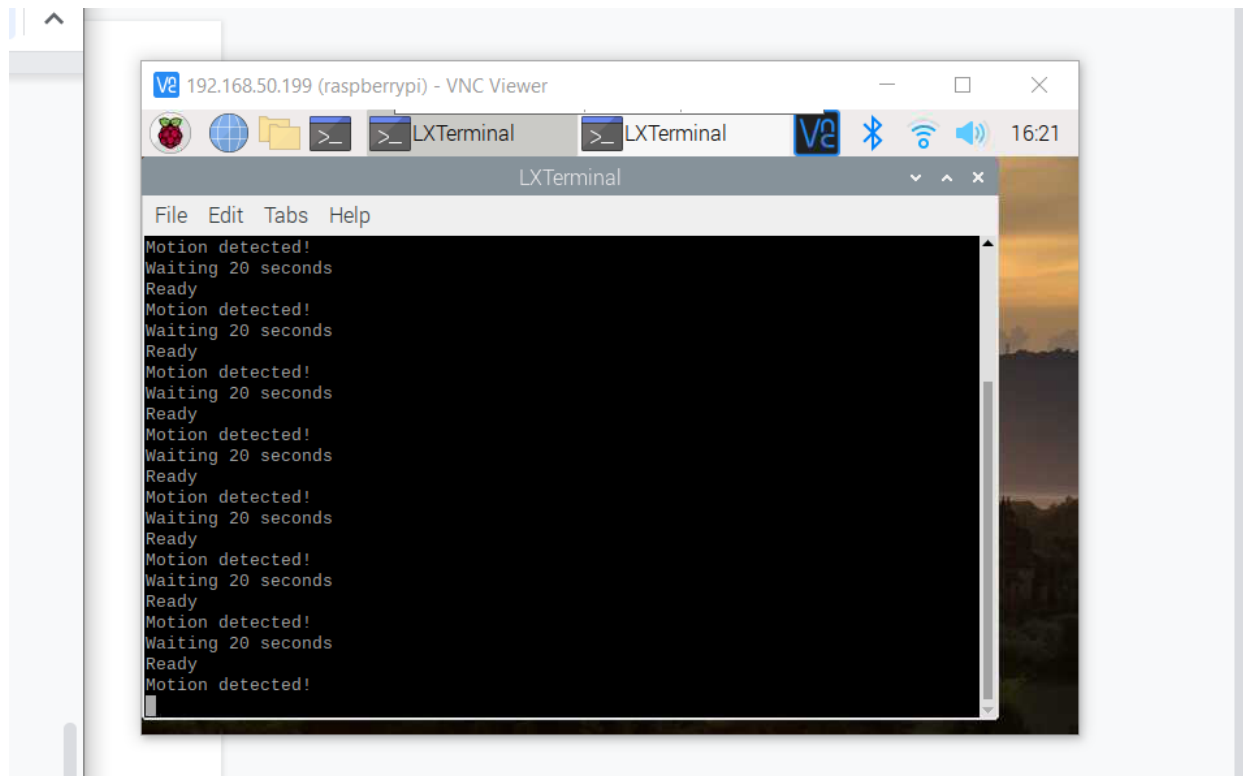 192.168.50.199 (raspberrypi) - VNC Viewer
LXTerminal LXTerminal 16:21
LXTerminal
File Edit Tabs Help
Motion detected!
Waiting 20 seconds
Ready
Motion detected!
Waiting 20 seconds
Ready
Motion detected!
Waiting 20 seconds
Ready
Motion detected!
Waiting 20 seconds
Ready
Motion detected!
Waiting 20 seconds
Ready
Motion detected!
Waiting 20 seconds
Ready
Motion detected!
Waiting 20 seconds
Ready
Motion detected!